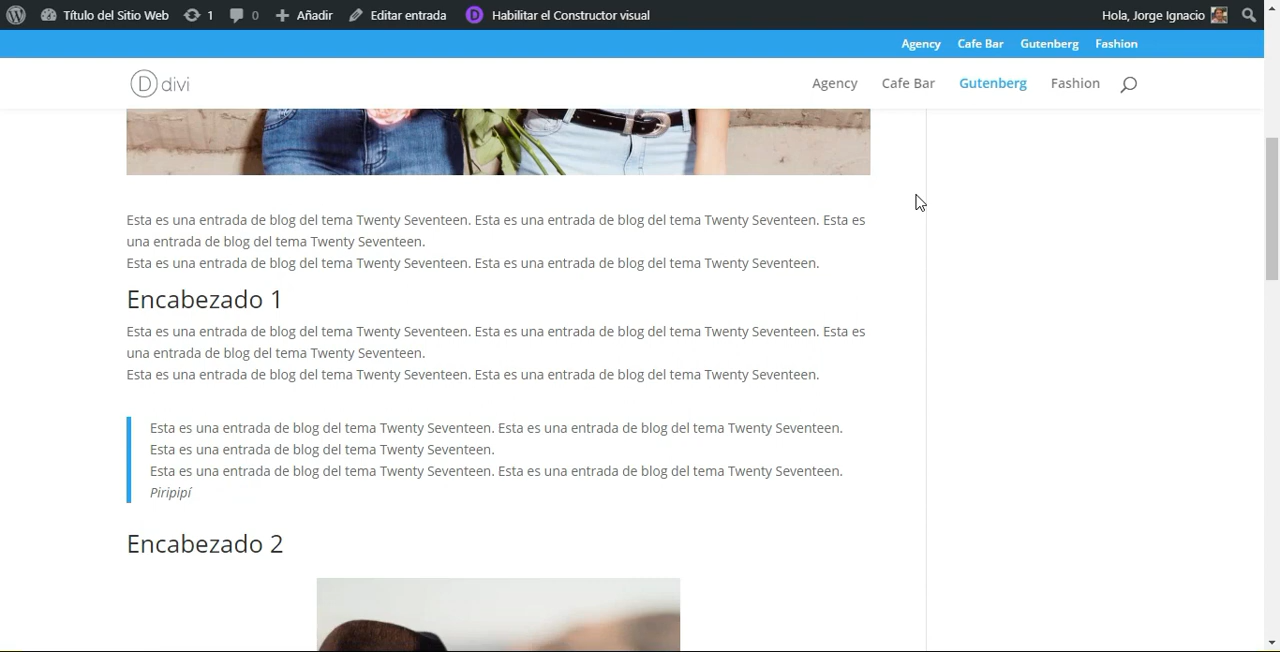 Título del Sitio Web 1 0 Añadir Editar entrada D Habilitar el Constructor visual Hola, Jorge Ignacio
Agency Cafe Bar Gutenberg Fashion
D divi Agency Cafe Bar Gutenberg Fashion
Esta es una entrada de blog del tema Twenty Seventeen. Esta es una entrada de blog del tema Twenty Seventeen. Esta es
una entrada de blog del tema Twenty Seventeen.
Esta es una entrada de blog del tema Twenty Seventeen. Esta es una entrada de blog del tema Twenty Seventeen.
Encabezado 1
Esta es una entrada de blog del tema Twenty Seventeen. Esta es una entrada de blog del tema Twenty Seventeen. Esta es
una entrada de blog del tema Twenty Seventeen.
Esta es una entrada de blog del tema Twenty Seventeen. Esta es una entrada de blog del tema Twenty Seventeen.
Esta es una entrada de blog del tema Twenty Seventeen. Esta es una entrada de blog del tema Twenty Seventeen.
Esta es una entrada de blog del tema Twenty Seventeen.
Esta es una entrada de blog del tema Twenty Seventeen. Esta es una entrada de blog del tema Twenty Seventeen.
Piripipí
Encabezado 2